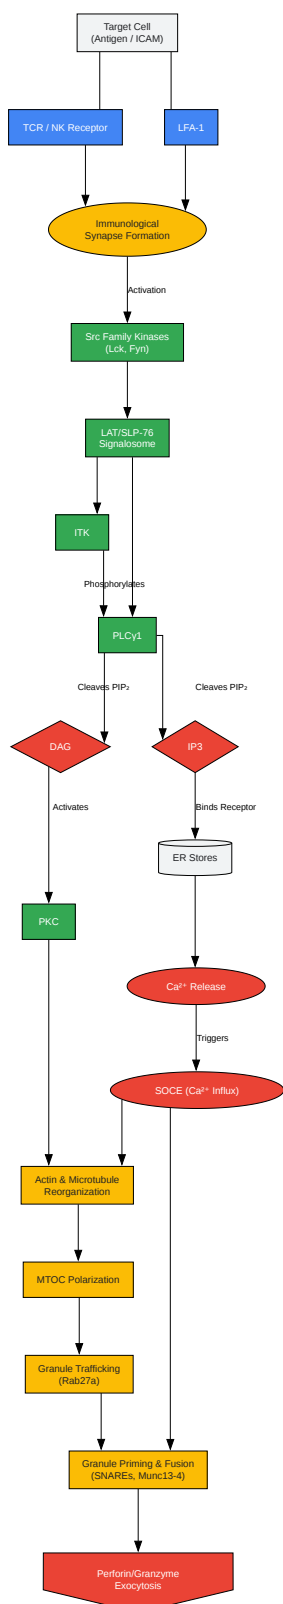 Target Cell
(Antigen / ICAM)
TCR / NK Receptor
LFA-1
Immunological
Synapse Formation
Activation
Src Family Kinases
(Lck, Fyn)
LAT/SLP-76
Signalosome
ITK
Phosphorylates
PLCγ1
Cleaves PIP₂
Cleaves PIP₂
DAG
IP3
Activates
Binds Receptor
ER Stores
PKC
Ca²⁺ Release
Triggers
SOCE (Ca²⁺ Influx)
Actin & Microtubule
Reorganization
MTOC Polarization
Granule Trafficking
(Rab27a)
Granule Priming & Fusion
(SNAREs, Munc13-4)
Perforin/Granzyme
Exocytosis